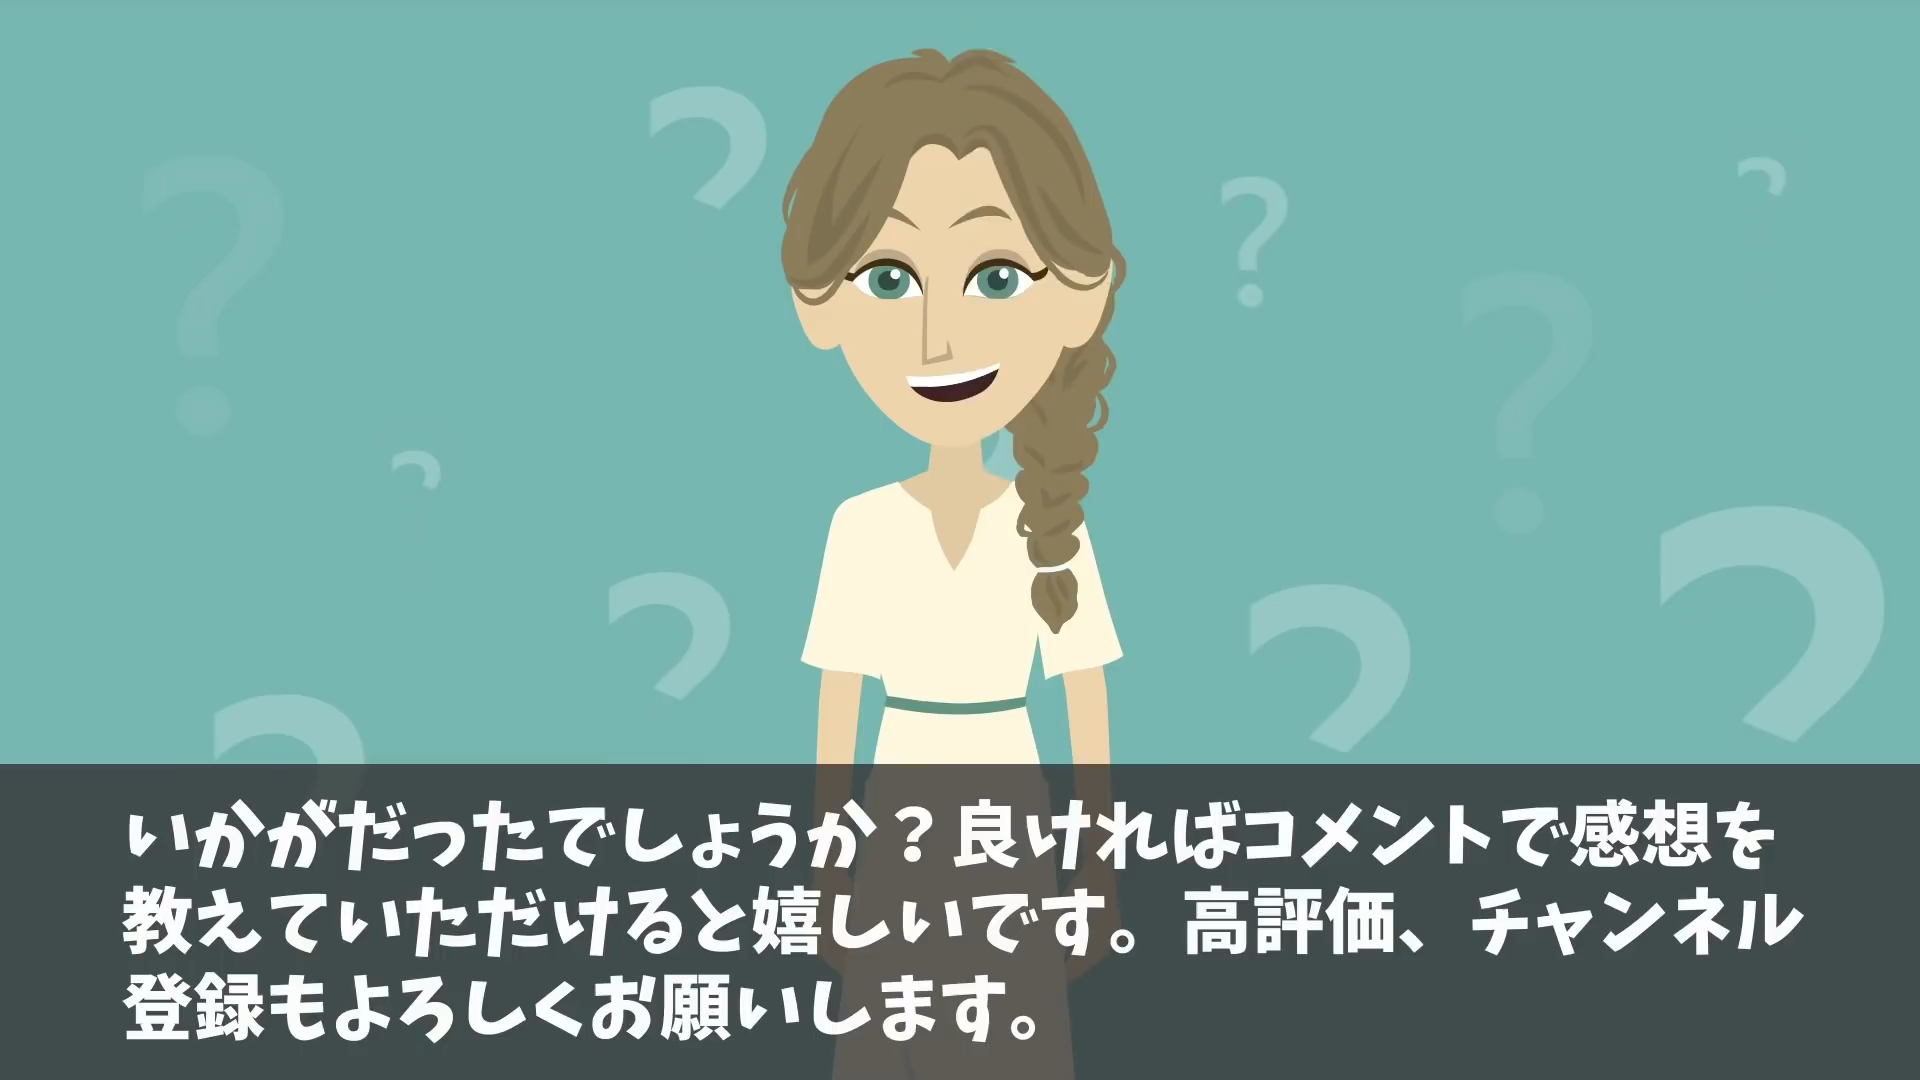 いかがだったでしょうか？良ければコメントで感想を
教えていただけると嬉しいです。高評価、チャンネル
登録もよろしくお願いします。